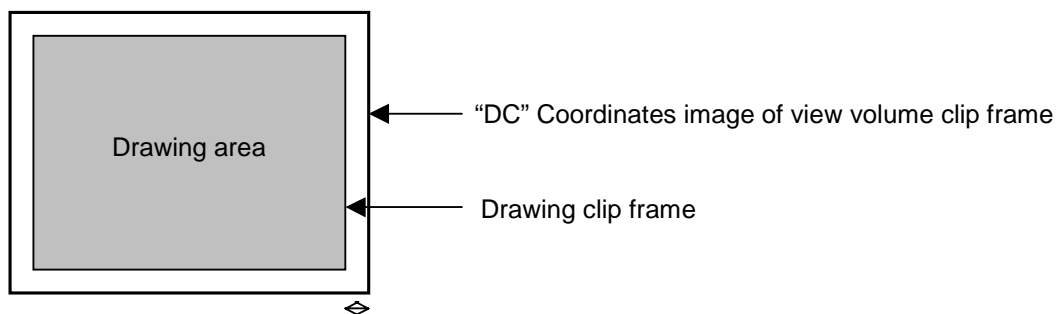 “DC” Coordinates image of view volume clip frame
Drawing area
Drawing clip frame